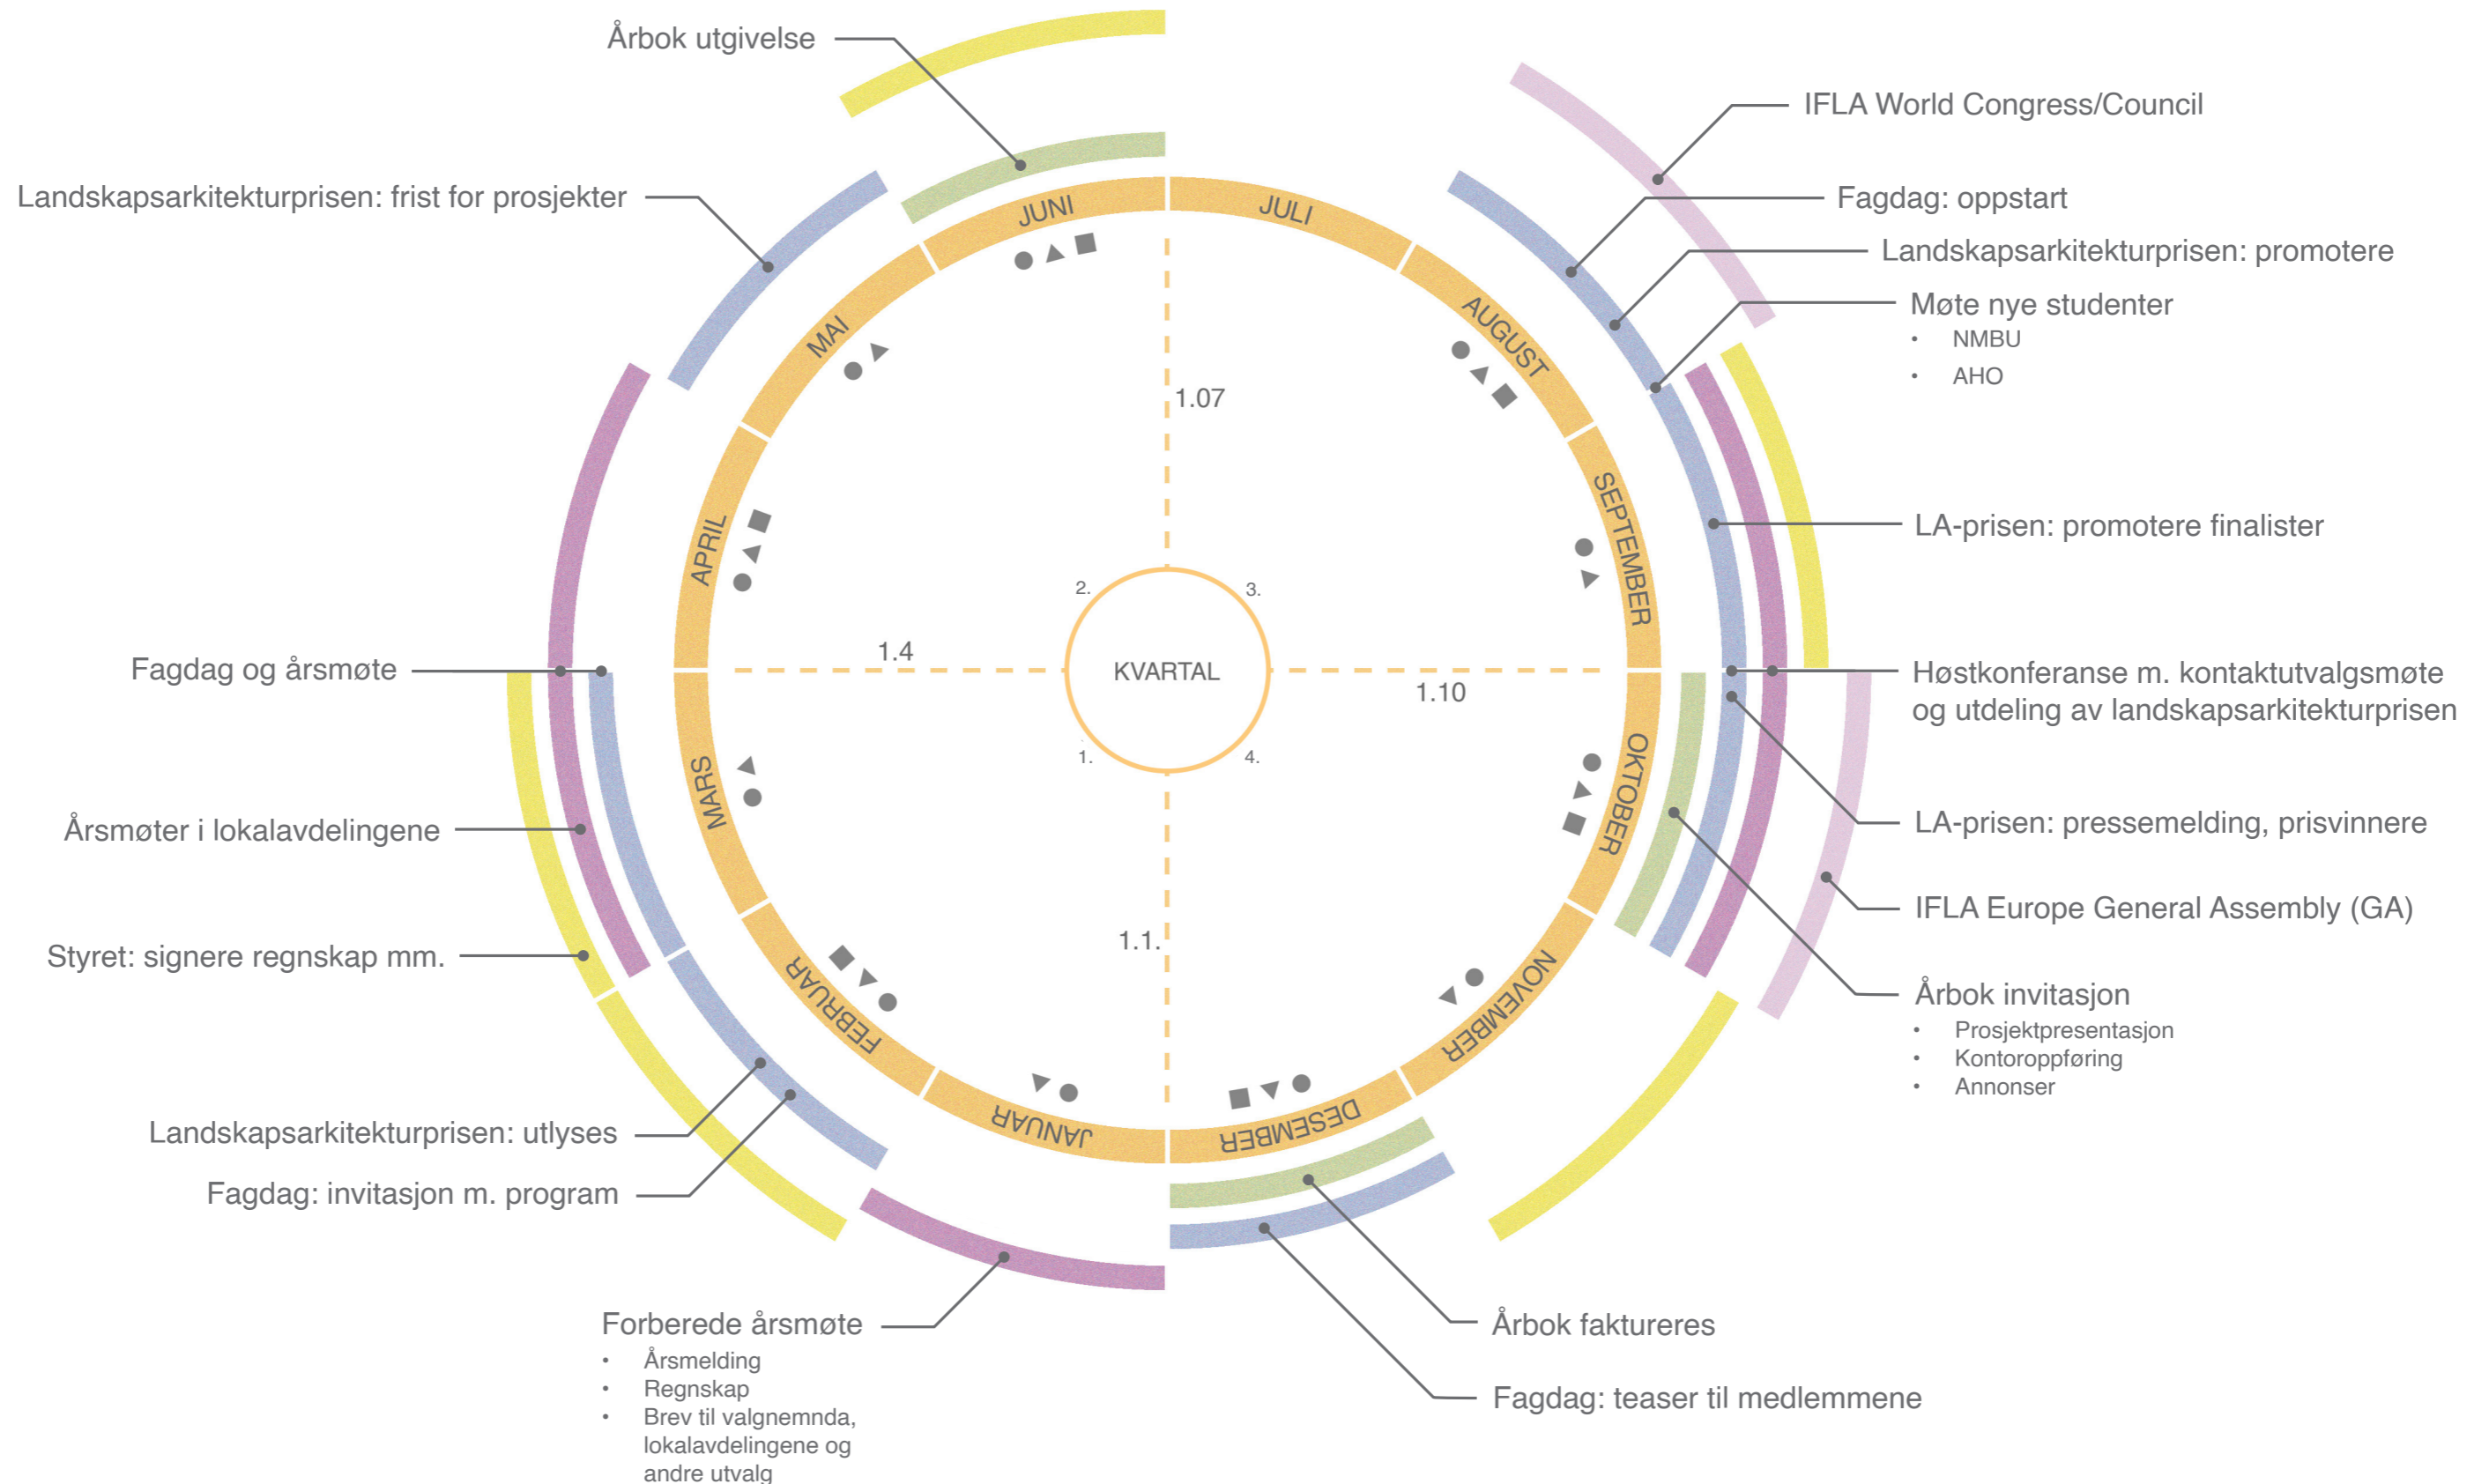 Årbok utgivelse
Landskapsarkitekturprisen: frist for prosjekter
Fagdag og årsmøte
Årsmøter i lokalavdelingene
Styret: signere regnskap mm.
Landskapsarkitekturprisen: utlyses
Fagdag: invitasjon m. program
Forberede årsmøte
• Årsmelding
• Regnskap
• Brev til valgnemnda,
lokalavdelingene og
andre utvalg
JANUAR
FEBRUAR
MARS
APRIL
MAI
JUNI
JULI
AUGUST
SEPTEMBER
OKTOBER
NOVEMBER
DESEMBER
1.07
1.4
1.10
1.1.
2.
3.
KVARTAL
1.
4.
IFLA World Congress/Council
Fagdag: oppstart
Landskapsarkitekturprisen: promotere
Møte nye studenter
• NMBU
• AHO
LA-prisen: promotere finalister
Høstkonferanse m. kontaktutvalgsmøte
og utdeling av landskapsarkitekturprisen
LA-prisen: pressemelding, prisvinnere
IFLA Europe General Assembly (GA)
Årbok invitasjon
• Prosjektpresentasjon
• Kontoroppføring
• Annonser
Årbok faktureres
Fagdag: teaser til medlemmene